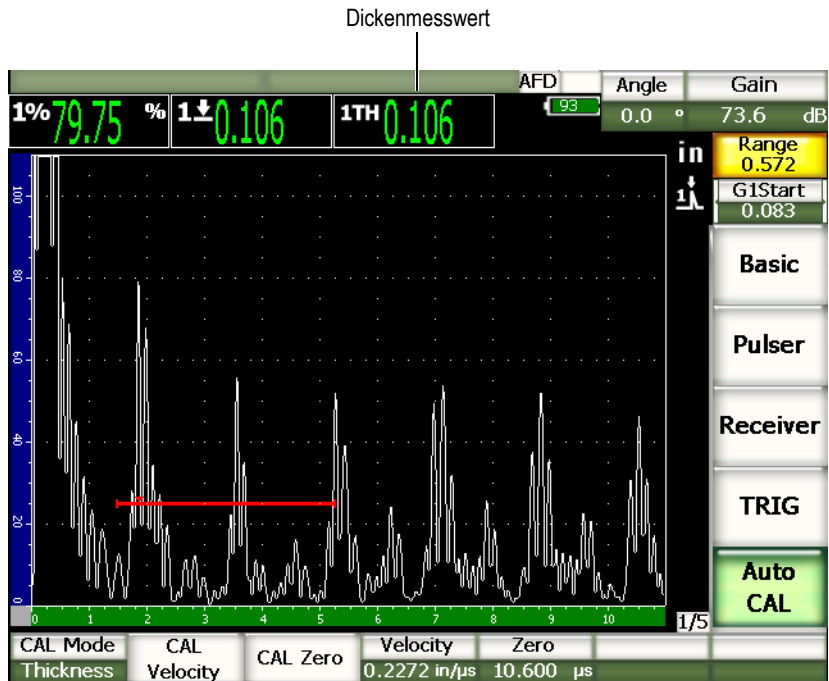 Dickenmesswert
AFD
Angle
Gain
1% 79.75 %
1 0.106
1TH 0.106
93
0.0 º
73.6 dB
in
Range
0.572
1
G1Start
0.083
100
80
60
40
20
0
0 1 2 3 4 5 6 7 8 9 10
1/5
Basic
Pulser
Receiver
TRIG
Auto
CAL
CAL Mode
Thickness
CAL
Velocity
CAL Zero
Velocity
0.2272 in/µs
Zero
10.600 µs